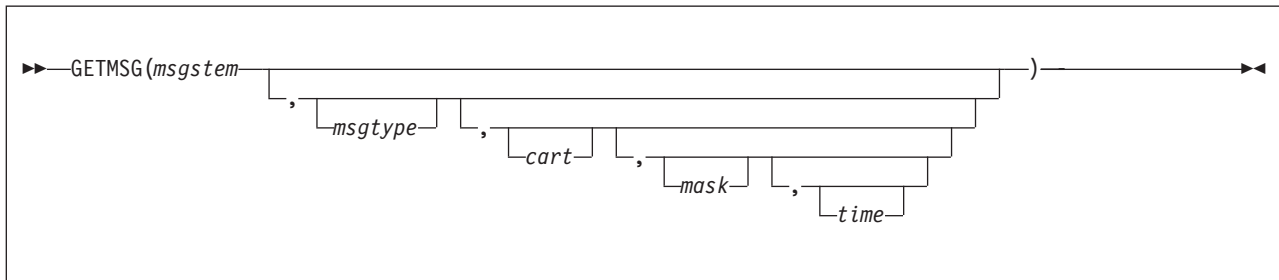 ►►—GETMSG(msgstem—)—►◄
,—msgtype
,—cart
,—mask
,—time